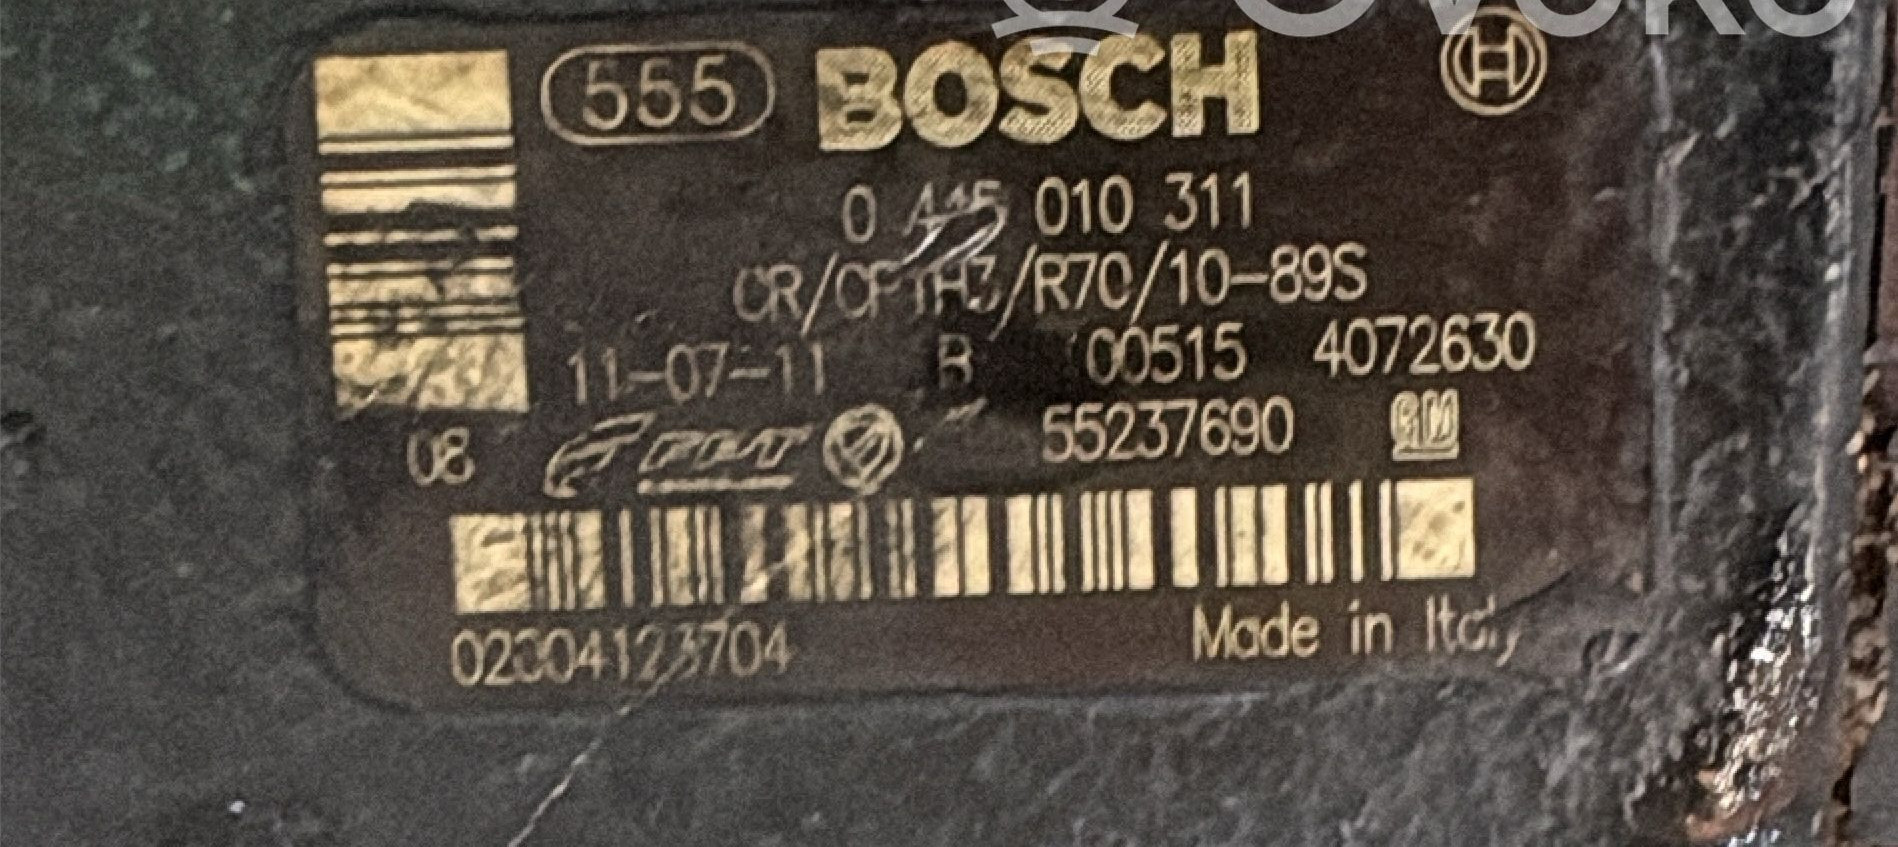 555 BOSCH
0 445 010 311
CR/CP1H3/R70/10-89S
11-07-11 B 00515 4072630
08 FIAT 55237690 GM
02304123704
Made in Italy